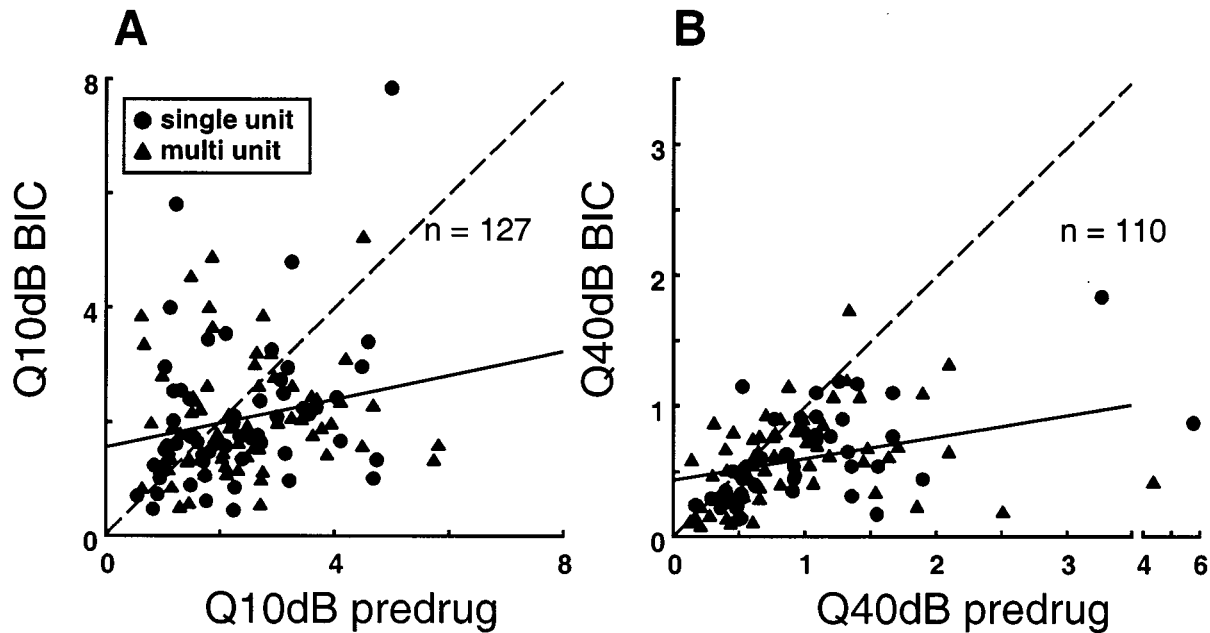 A
Q10dB BIC
8
4
0
single unit
multi unit
n = 127
0 4 8
Q10dB predrug
B
Q40dB BIC
3
2
1
0
n = 110
0 1 2 3 4 6
Q40dB predrug